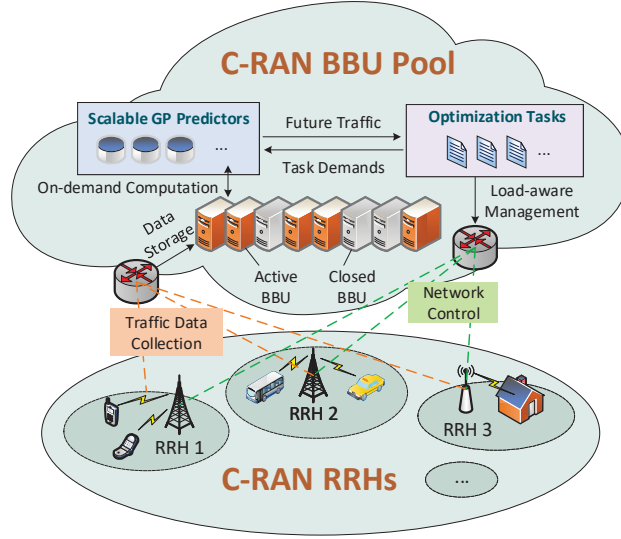 C-RAN BBU Pool
Scalable GP Predictors
...
Future Traffic
Task Demands
Optimization Tasks
...
On-demand Computation
Load-aware
Management
Data
Storage
Active
BBU
Closed
BBU
Traffic Data
Collection
Network
Control
RRH 1
RRH 2
RRH 3
C-RAN RRHs
...